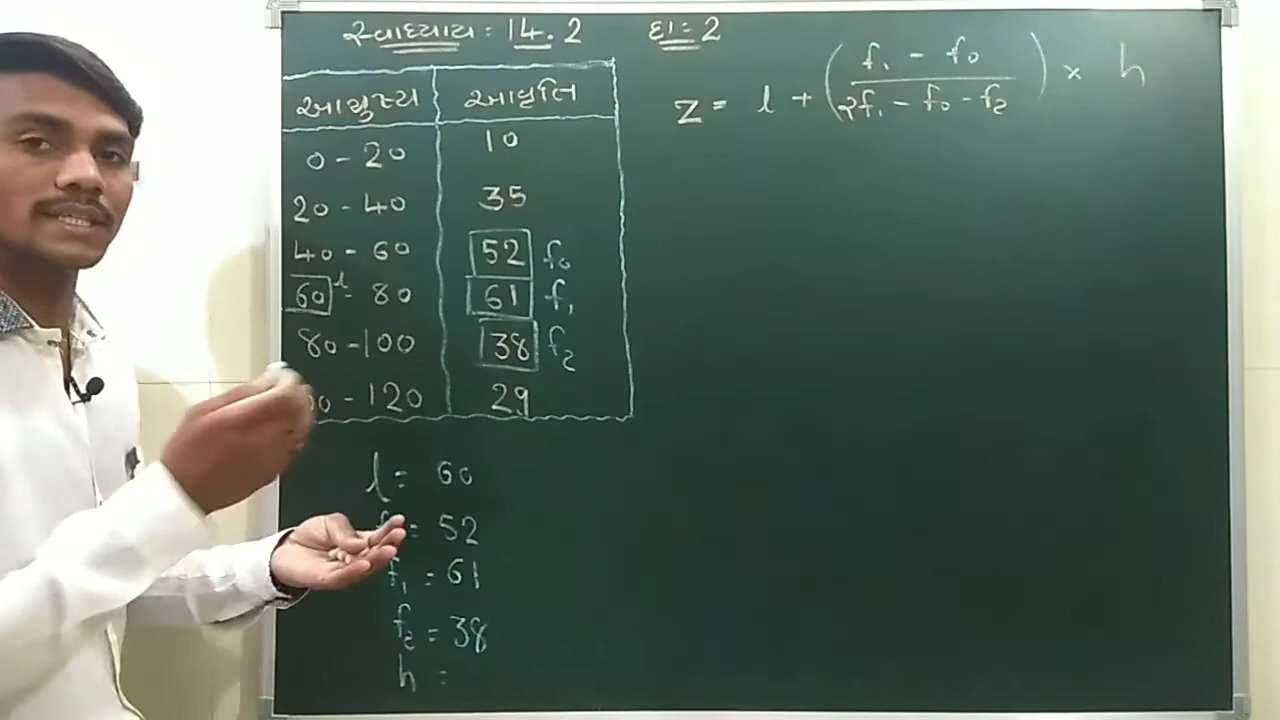 સ્વાધ્યાય : 14.2 દા : 2
આયુષ્ય આવૃત્તિ
0 - 20 10
20 - 40 35
40 - 60 52 f₀
60 l - 80 61 f₁
80 - 100 38 f₂
00 - 120 29
l = 60
= 52
f₁ = 61
f₂ = 38
h =
Z = l + (f₁ - f₀ / 2f₁ - f₀ - f₂) × h